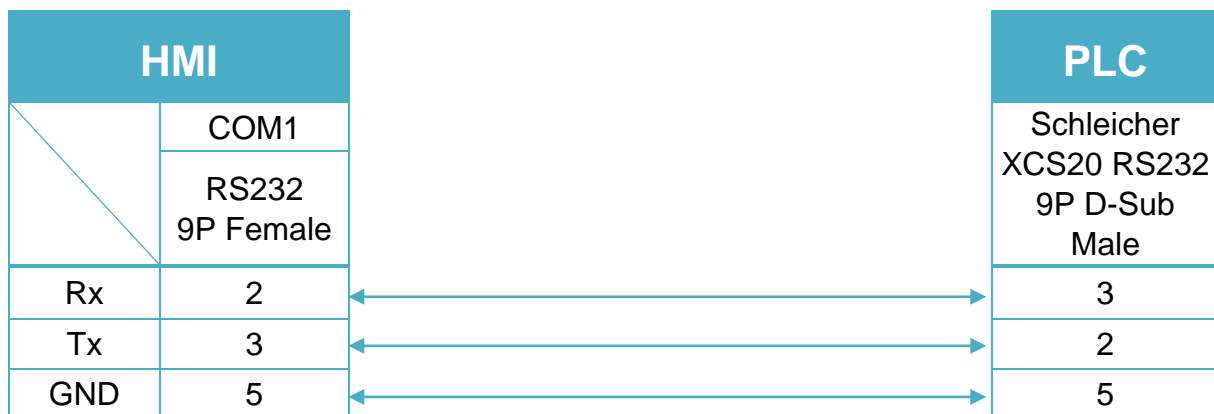 HMI
PLC
COM1
RS232
9P Female
Schleicher
XCS20 RS232
9P D-Sub
Male
Rx 2 3
Tx 3 2
GND 5 5